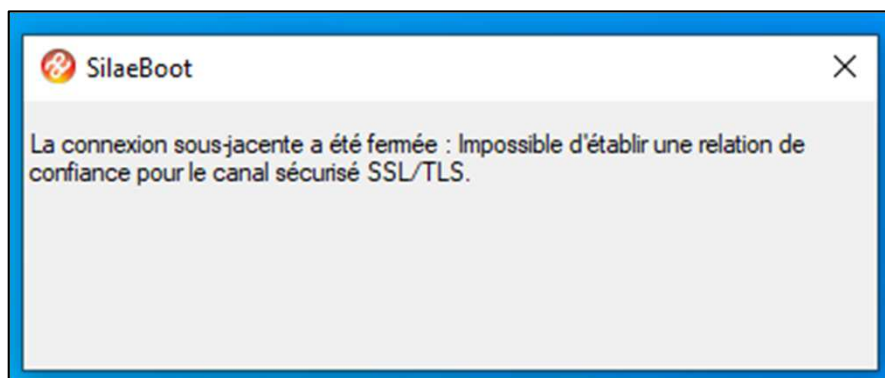 SilaeBoot
La connexion sous-jacente a été fermée : Impossible d'établir une relation de
confiance pour le canal sécurisé SSL/TLS.